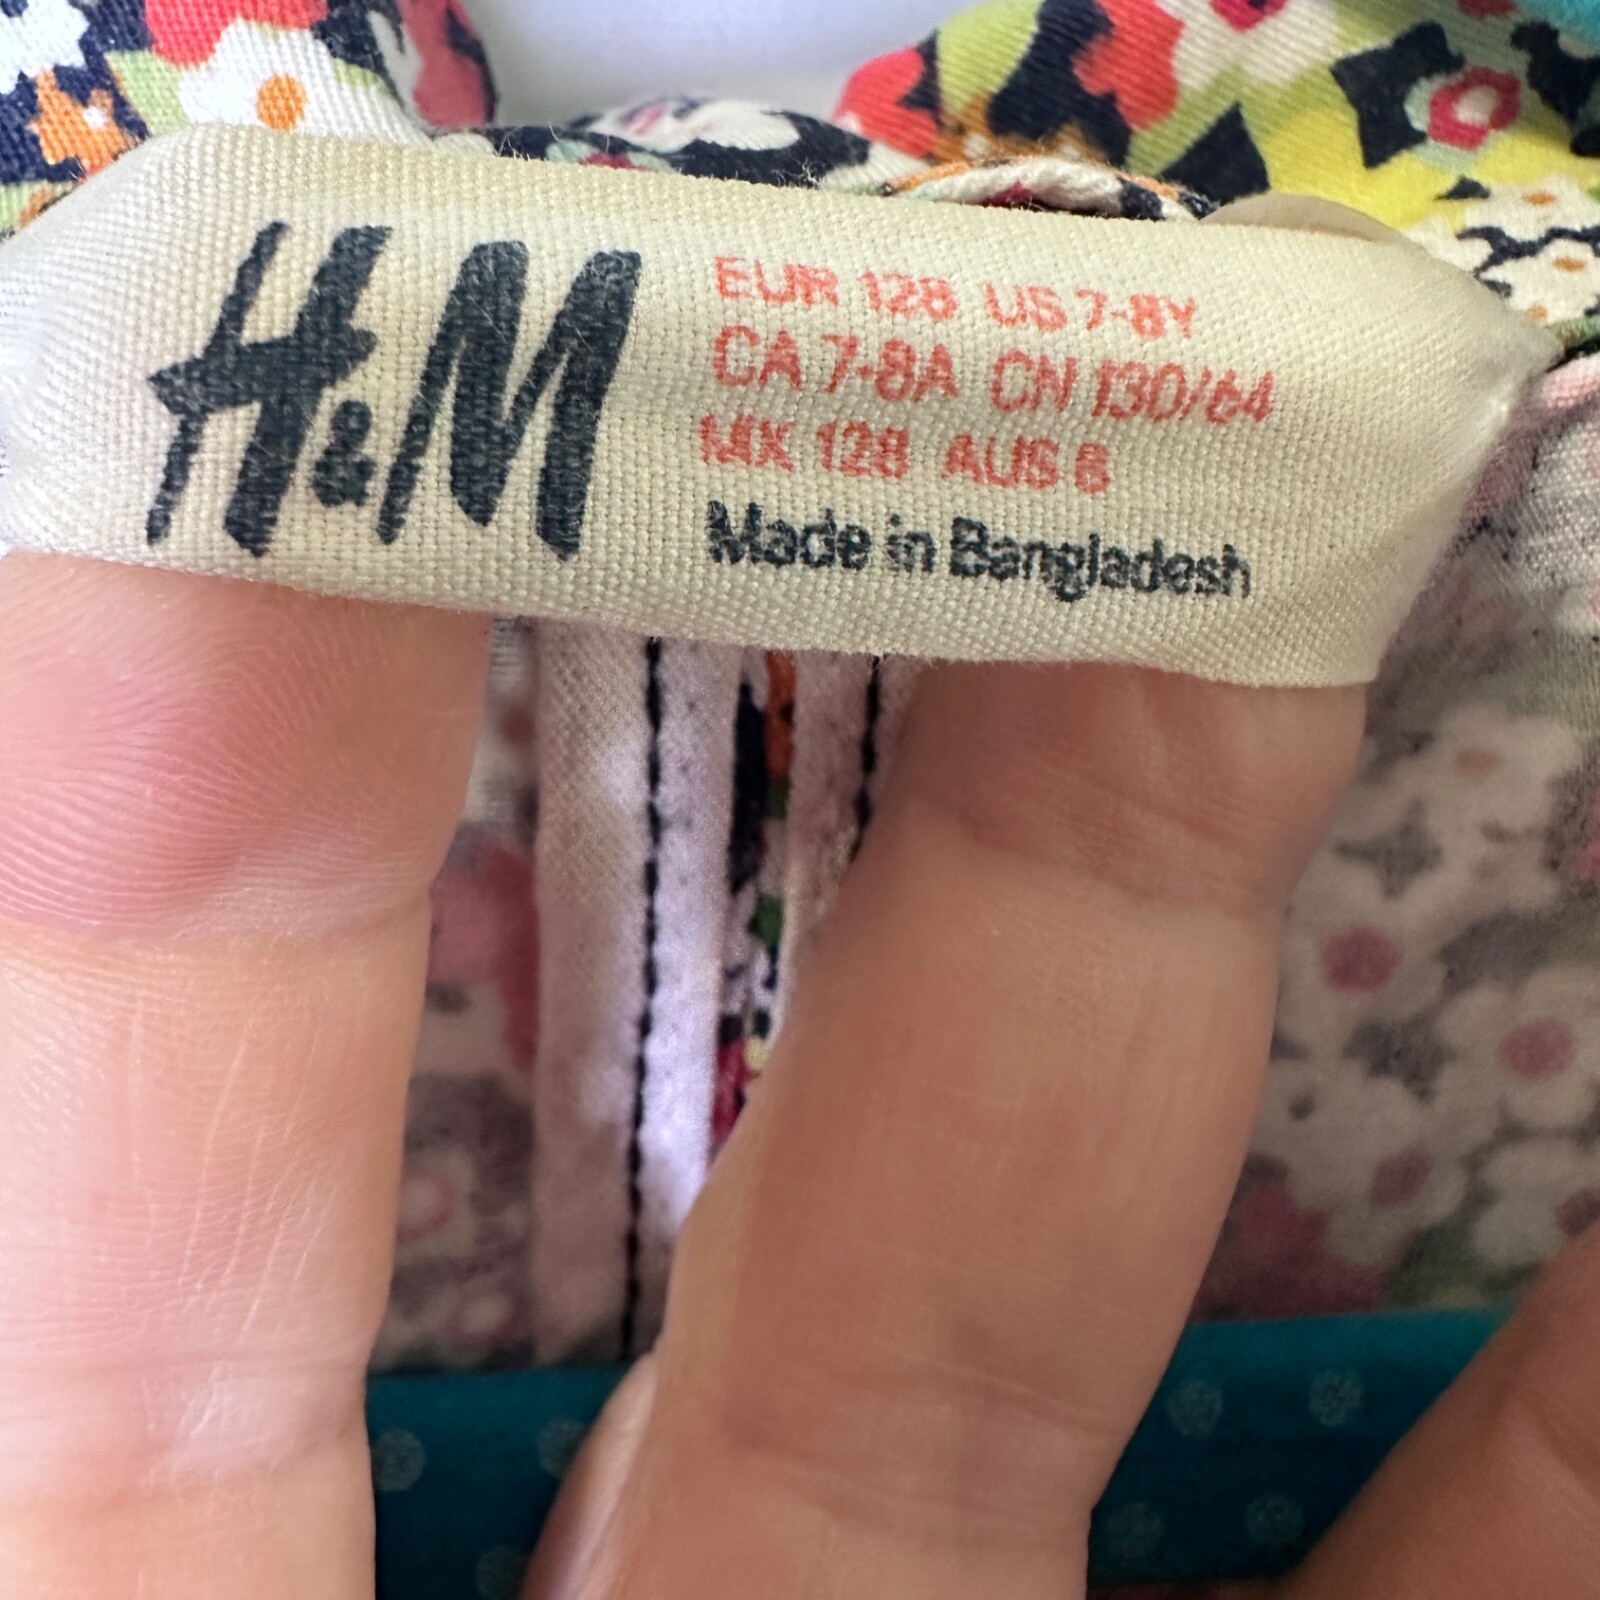 H&M
EUR 128 US 7-8Y
CA 7-8A CN 130/64
MX 128 AUS 8
Made in Bangladesh